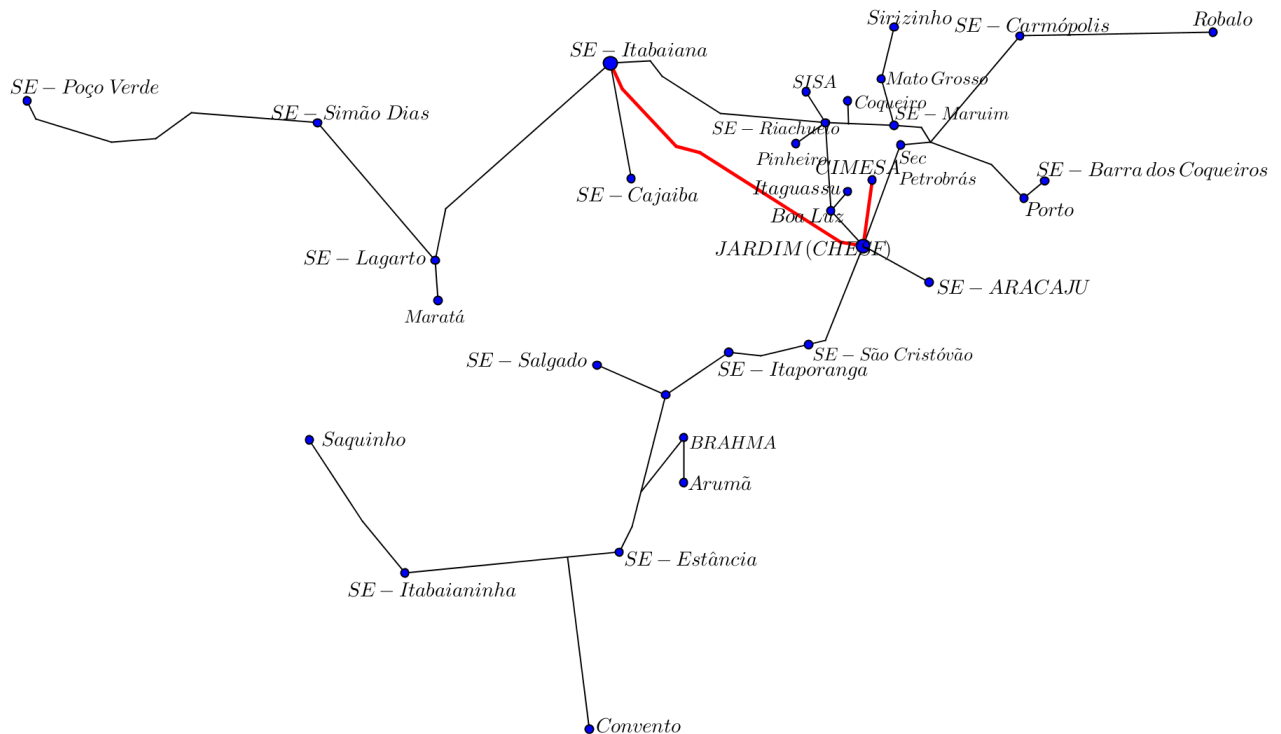 Sirizinho
SE – Carmópolis
Robalo
SE – Itabaiana
SE – Poço Verde
SISA
Mato Grosso
Coqueiro
SE – Simão Dias
SE – Maruim
SE – Riachuelo
Pinheiro
Sec
Petrobrás
CIMESA
SE – Barra dos Coqueiros
Itaguassu
SE – Cajaiba
Porto
Boa Luz
JARDIM (CHESF)
SE – Lagarto
SE – ARACAJU
Maratá
SE – São Cristóvão
SE – Salgado
SE – Itaporanga
Saquinho
BRAHMA
Arumã
SE – Estância
SE – Itabaianinha
Convento